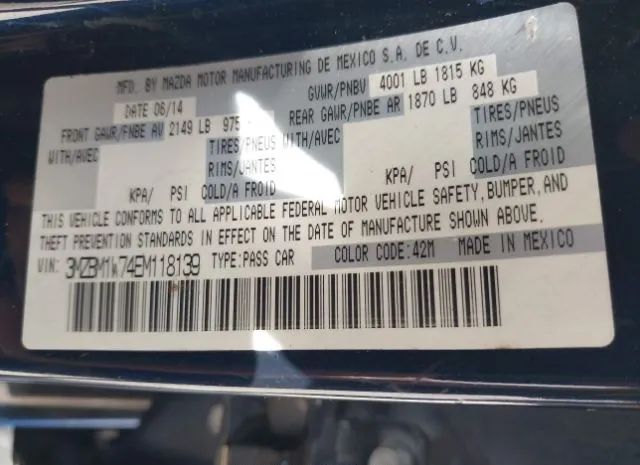 MFD. BY MAZDA MOTOR MANUFACTURING DE MEXICO S.A. DE C.V.
DATE 06/14 GVWR/PNBV 4001 LB 1815 KG
FRONT GAWR/PNBE AV 2149 LB 975 REAR GAWR/PNBE AR 1870 LB 848 KG
WITH/AVEC TIRES/PNEUS WITH/AVEC TIRES/PNEUS
RIMS/JANTES RIMS/JANTES
KPA/ PSI COLD/A FROID KPA/ PSI COLD/A FROID
THIS VEHICLE CONFORMS TO ALL APPLICABLE FEDERAL MOTOR VEHICLE SAFETY, BUMPER, AND
THEFT PREVENTION STANDARDS IN EFFECT ON THE DATE OF MANUFACTURE SHOWN ABOVE.
VIN: 3MZBM1W74EM118139 TYPE: PASS CAR COLOR CODE: 42M MADE IN MEXICO